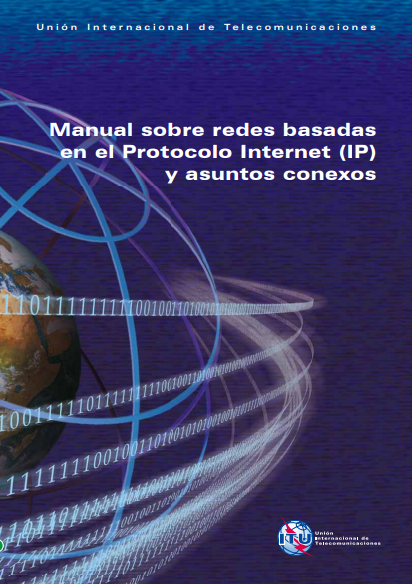 Unión Internacional de Telecomunicaciones
Manual sobre redes basadas
en el Protocolo Internet (IP)
y asuntos conexos
ITU
Unión
Internacional de
Telecomunicaciones